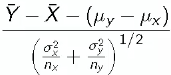 Ȳ − X̄ − (μ_y − μ_x)
(σ_x²/n_x + σ_y²/n_y)^{1/2}